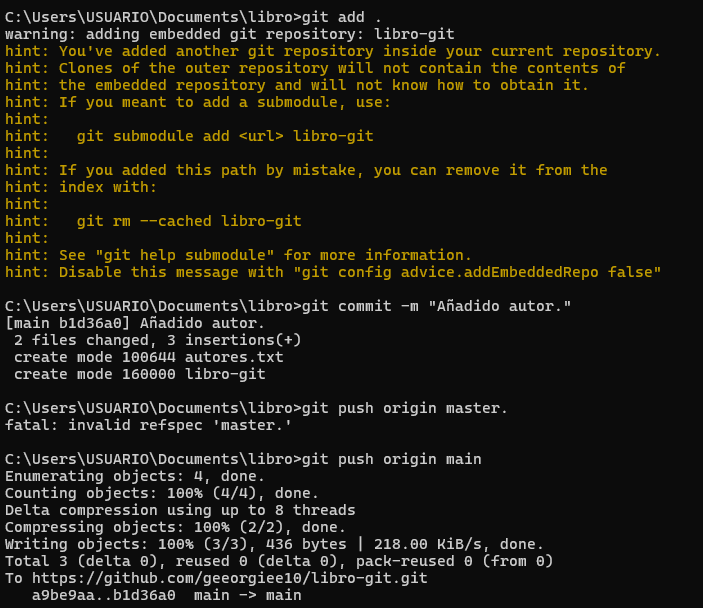 C:\Users\USUARIO\Documents\libro>git add .
warning: adding embedded git repository: libro-git
hint: You've added another git repository inside your current repository.
hint: Clones of the outer repository will not contain the contents of
hint: the embedded repository and will not know how to obtain it.
hint: If you meant to add a submodule, use:
hint:
hint:   git submodule add <url> libro-git
hint:
hint: If you added this path by mistake, you can remove it from the
hint: index with:
hint:
hint:   git rm --cached libro-git
hint:
hint: See "git help submodule" for more information.
hint: Disable this message with "git config advice.addEmbeddedRepo false"
C:\Users\USUARIO\Documents\libro>git commit -m "Añadido autor."
[main b1d36a0] Añadido autor.
 2 files changed, 3 insertions(+)
 create mode 100644 autores.txt
 create mode 160000 libro-git
C:\Users\USUARIO\Documents\libro>git push origin master.
fatal: invalid refspec 'master.'
C:\Users\USUARIO\Documents\libro>git push origin main
Enumerating objects: 4, done.
Counting objects: 100% (4/4), done.
Delta compression using up to 8 threads
Compressing objects: 100% (2/2), done.
Writing objects: 100% (3/3), 436 bytes | 218.00 KiB/s, done.
Total 3 (delta 0), reused 0 (delta 0), pack-reused 0 (from 0)
To https://github.com/geeorgiee10/libro-git.git
   a9be9aa..b1d36a0  main -> main